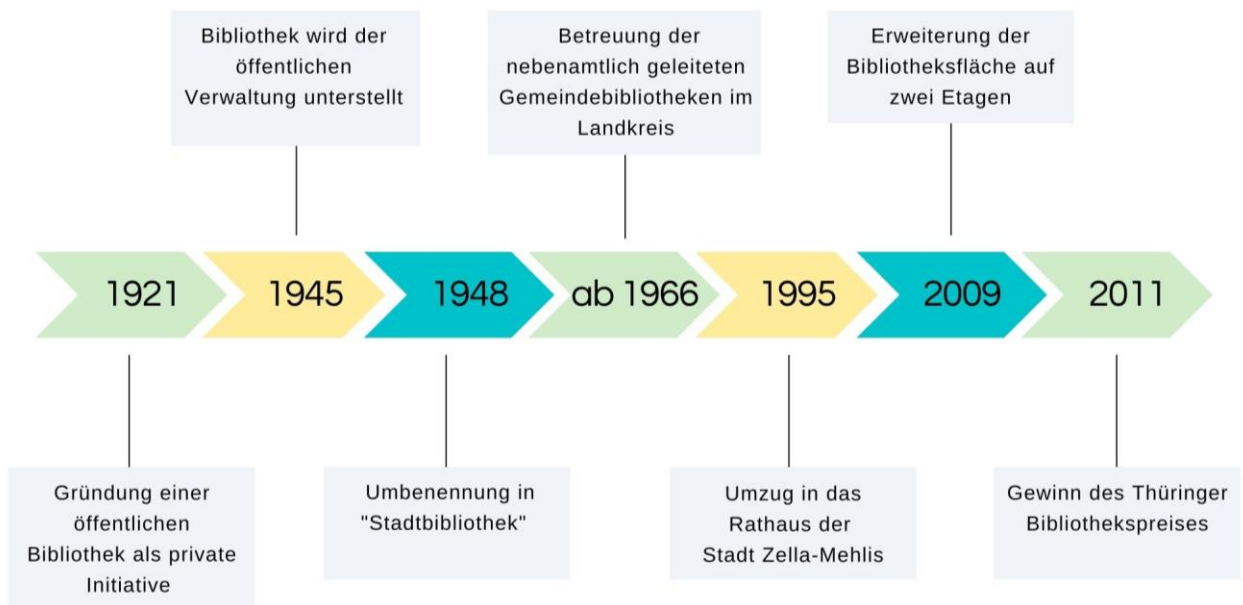 Bibliothek wird der
öffentlichen
Verwaltung unterstellt
Betreuung der
nebenamtlich geleiteten
Gemeindebibliotheken im
Landkreis
Erweiterung der
Bibliotheksfläche auf
zwei Etagen
1921
1945
1948
ab 1966
1995
2009
2011
Gründung einer
öffentlichen
Bibliothek als private
Initiative
Umbenennung in
"Stadtbibliothek"
Umzug in das
Rathaus der
Stadt Zella-Mehlis
Gewinn des Thüringer
Bibliothekspreises